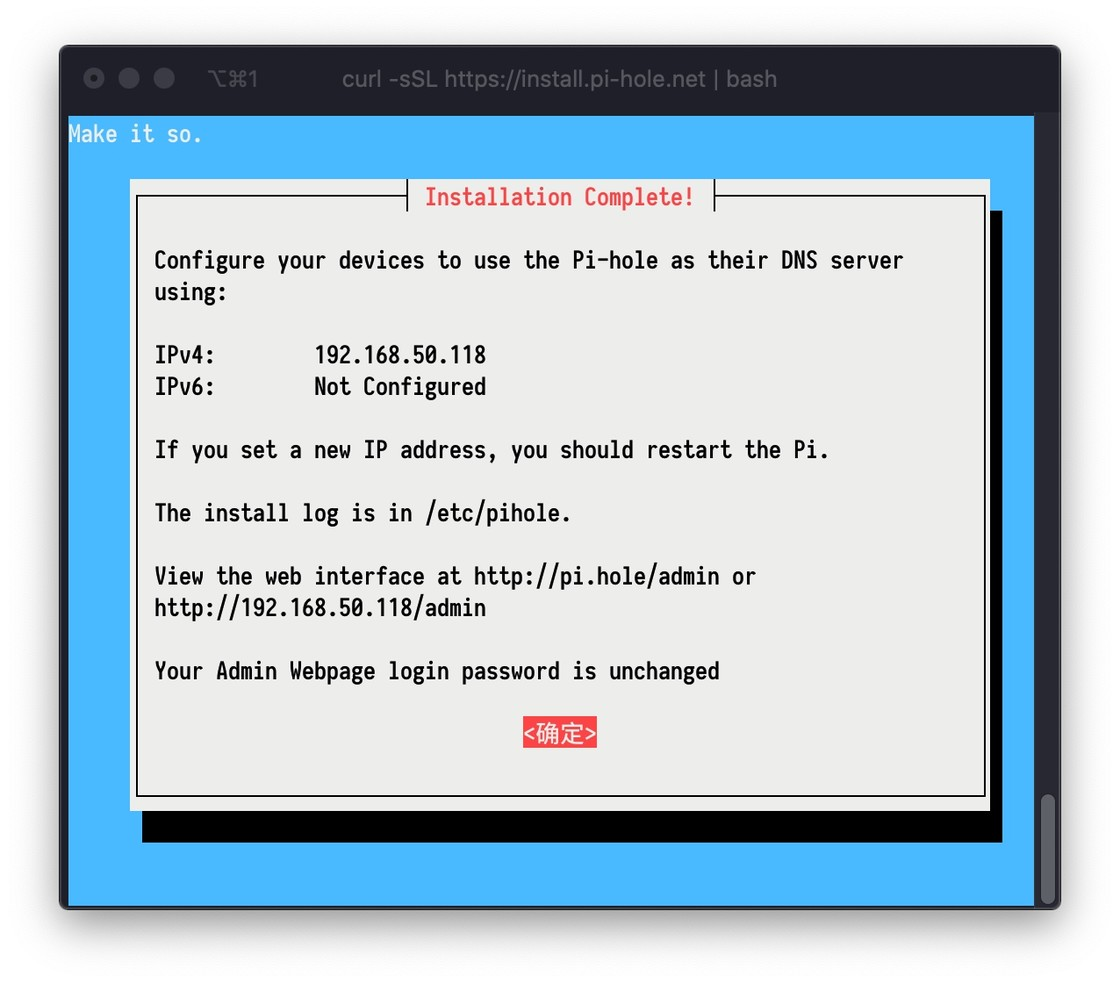 ⌥⌘1 curl -sSL https://install.pi-hole.net | bash
Make it so.
Installation Complete!
Configure your devices to use the Pi-hole as their DNS server
using:
IPv4: 192.168.50.118
IPv6: Not Configured
If you set a new IP address, you should restart the Pi.
The install log is in /etc/pihole.
View the web interface at http://pi.hole/admin or
http://192.168.50.118/admin
Your Admin Webpage login password is unchanged
<确定>